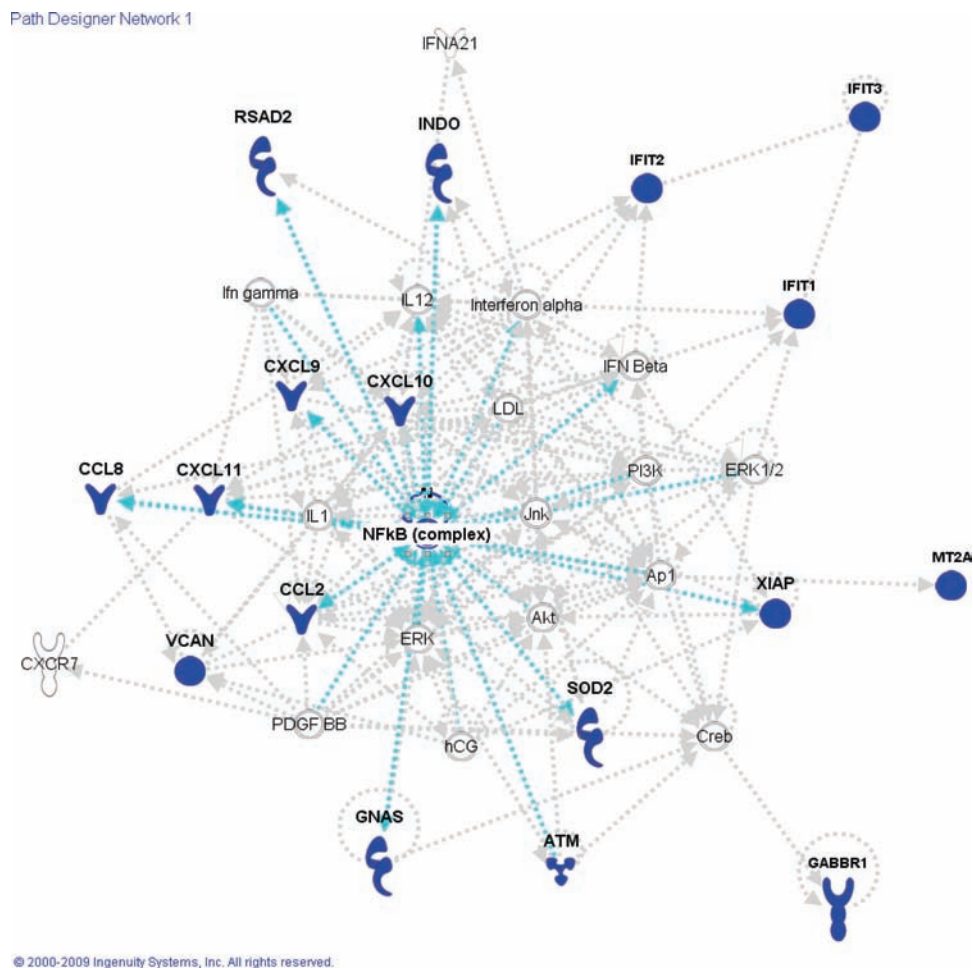 Path Designer Network 1
IFNA21
IFIT3
RSAD2
INDO
IFIT2
Ifn gamma
IL12
Interferon alpha
IFIT1
CXCL9
CXCL10
IFN Beta
LDL
CCL8
CXCL11
PI3K
ERK1/2
IL1
Jnk
NFkB (complex)
Ap1
XIAP
MT2A
CCL2
Akt
ERK
VCAN
CXCR7
SOD2
PDGF BB
hCG
Creb
GNAS
ATM
GABBR1
© 2000-2009 Ingenuity Systems, Inc. All rights reserved.